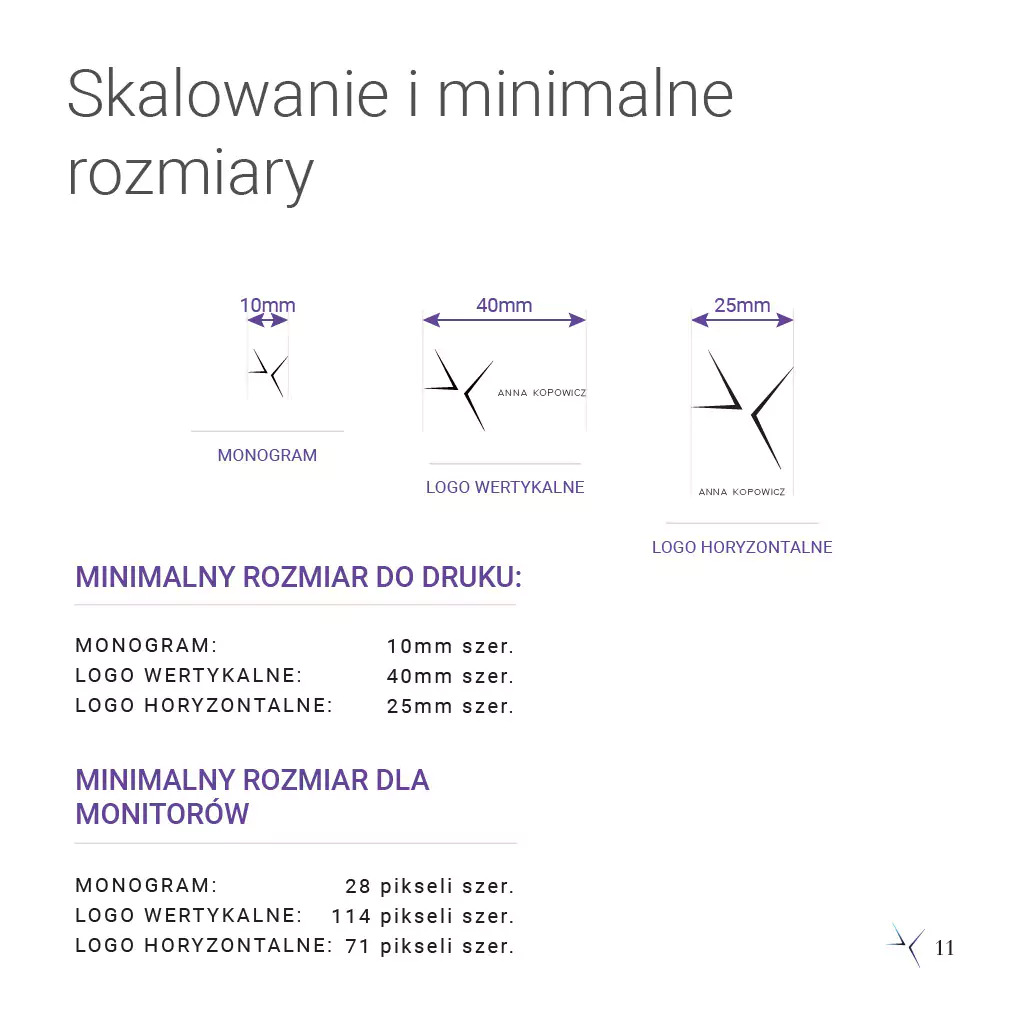 Skalowanie i minimalne
rozmiary
10mm
40mm
25mm
ANNA KOPOWICZ
MONOGRAM
LOGO WERTYKALNE
ANNA KOPOWICZ
LOGO HORYZONTALNE
MINIMALNY ROZMIAR DO DRUKU:
MONOGRAM: 10mm szer.
LOGO WERTYKALNE: 40mm szer.
LOGO HORYZONTALNE: 25mm szer.
MINIMALNY ROZMIAR DLA
MONITORÓW
MONOGRAM: 28 pikseli szer.
LOGO WERTYKALNE: 114 pikseli szer.
LOGO HORYZONTALNE: 71 pikseli szer.
11